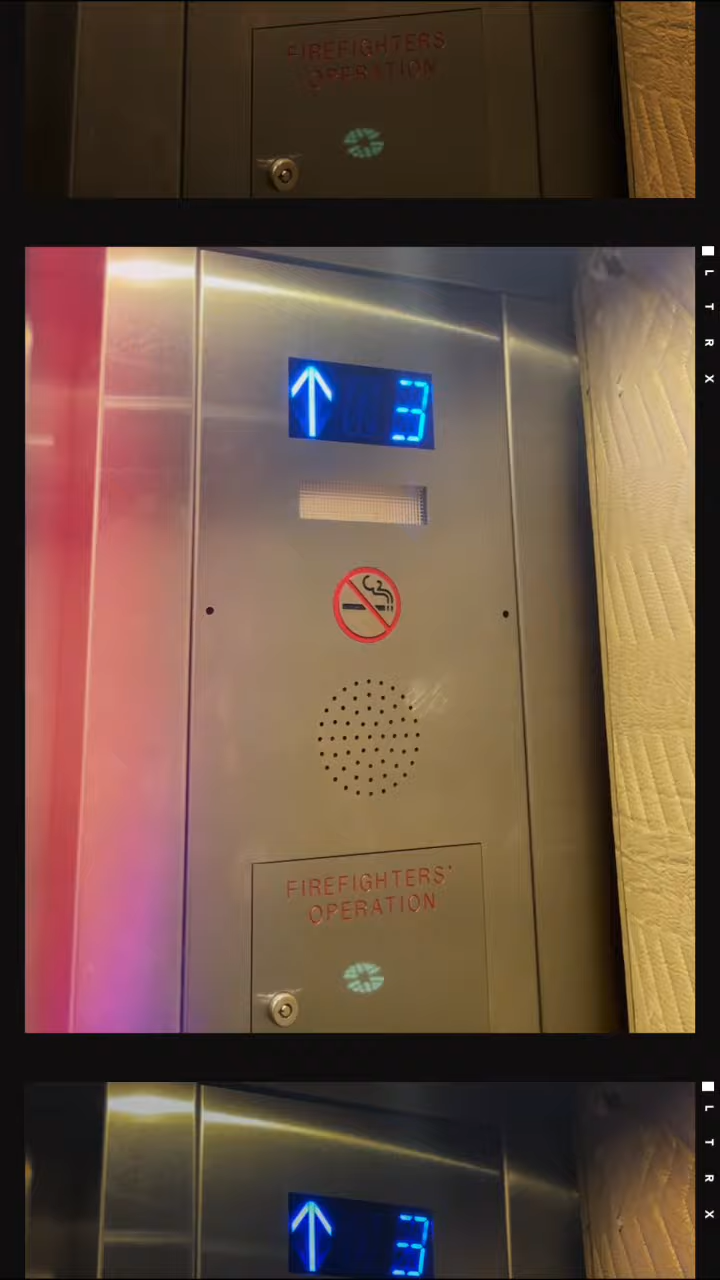 FIREFIGHTERS
OPERATION
L T R X
3
FIREFIGHTERS'
OPERATION
L T R X
3